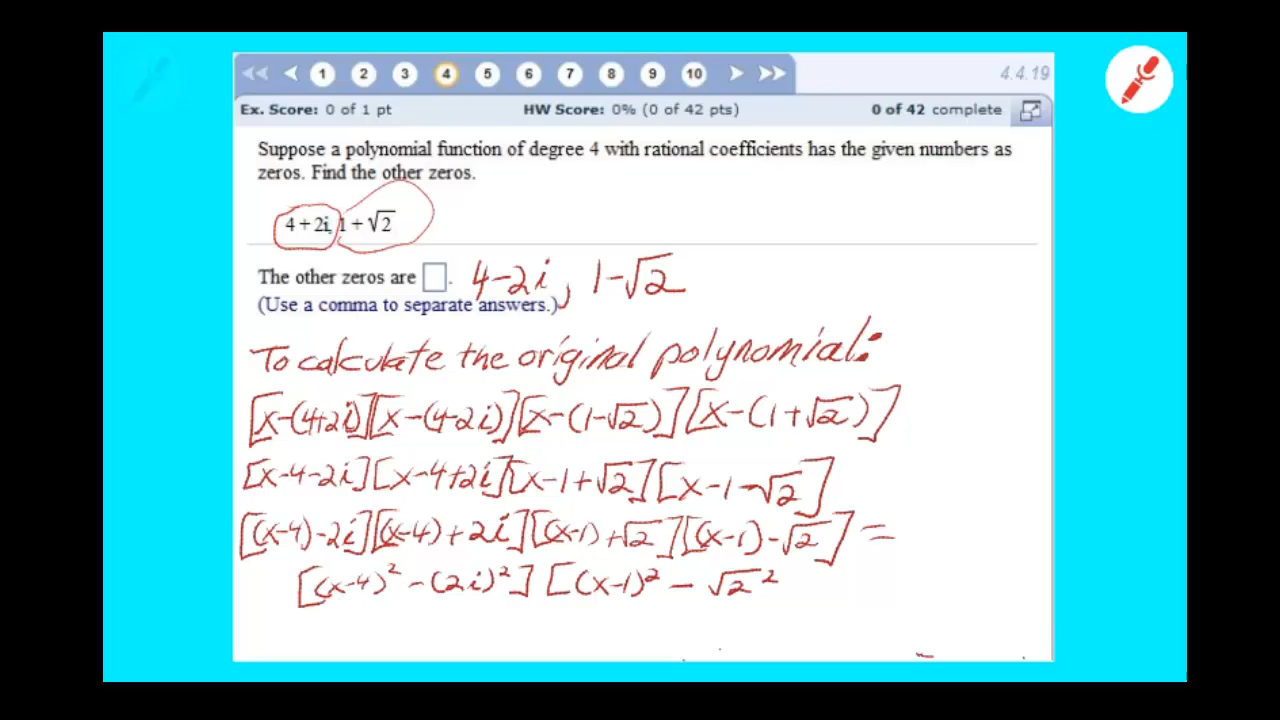 1 2 3 4 5 6 7 8 9 10
4.4.19
Ex. Score: 0 of 1 pt HW Score: 0% (0 of 42 pts) 0 of 42 complete
Suppose a polynomial function of degree 4 with rational coefficients has the given numbers as
zeros. Find the other zeros.
4 + 2i, 1 + √2
The other zeros are . 4-2i, 1-√2
(Use a comma to separate answers.)
To calculate the original polynomial:
[x-(4+2i)][x-(4-2i)][x-(1-√2)][x-(1+√2)]
[x-4-2i][x-4+2i][x-1+√2][x-1-√2]
[(x-4)-2i][(x-4)+2i][(x-1)+√2][(x-1)-√2] =
[(x-4)²-(2i)²][(x-1)²-√2²